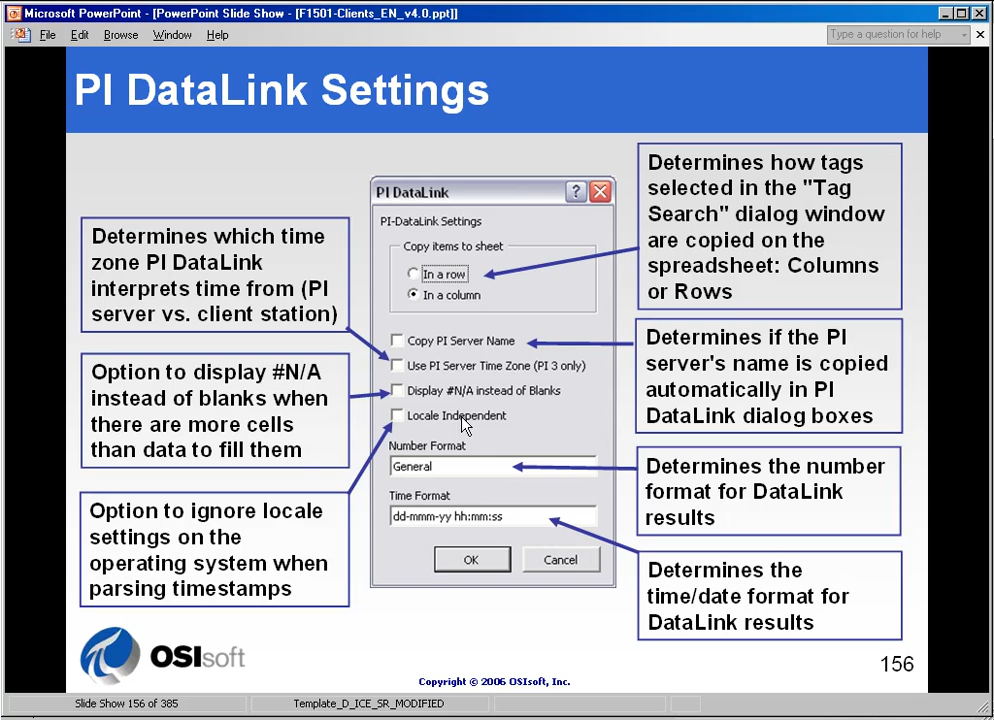 Microsoft PowerPoint - [PowerPoint Slide Show - [F1501-Clients_EN_v4.0.ppt]]
File Edit Browse Window Help
Type a question for help
PI DataLink Settings
Determines which time
zone PI DataLink
interprets time from (PI
server vs. client station)
Option to display #N/A
instead of blanks when
there are more cells
than data to fill them
Option to ignore locale
settings on the
operating system when
parsing timestamps
PI DataLink
PI-DataLink Settings
Copy items to sheet
In a row
In a column
Copy PI Server Name
Use PI Server Time Zone (PI 3 only)
Display #N/A instead of Blanks
Locale Independent
Number Format
General
Time Format
dd-mmm-yy hh:mm:ss
OK
Cancel
Determines how tags
selected in the "Tag
Search" dialog window
are copied on the
spreadsheet: Columns
or Rows
Determines if the PI
server's name is copied
automatically in PI
DataLink dialog boxes
Determines the number
format for DataLink
results
Determines the
time/date format for
DataLink results
OSIsoft
Copyright © 2006 OSIsoft, Inc.
156
Slide Show 156 of 385
Template_D_ICE_SR_MODIFIED